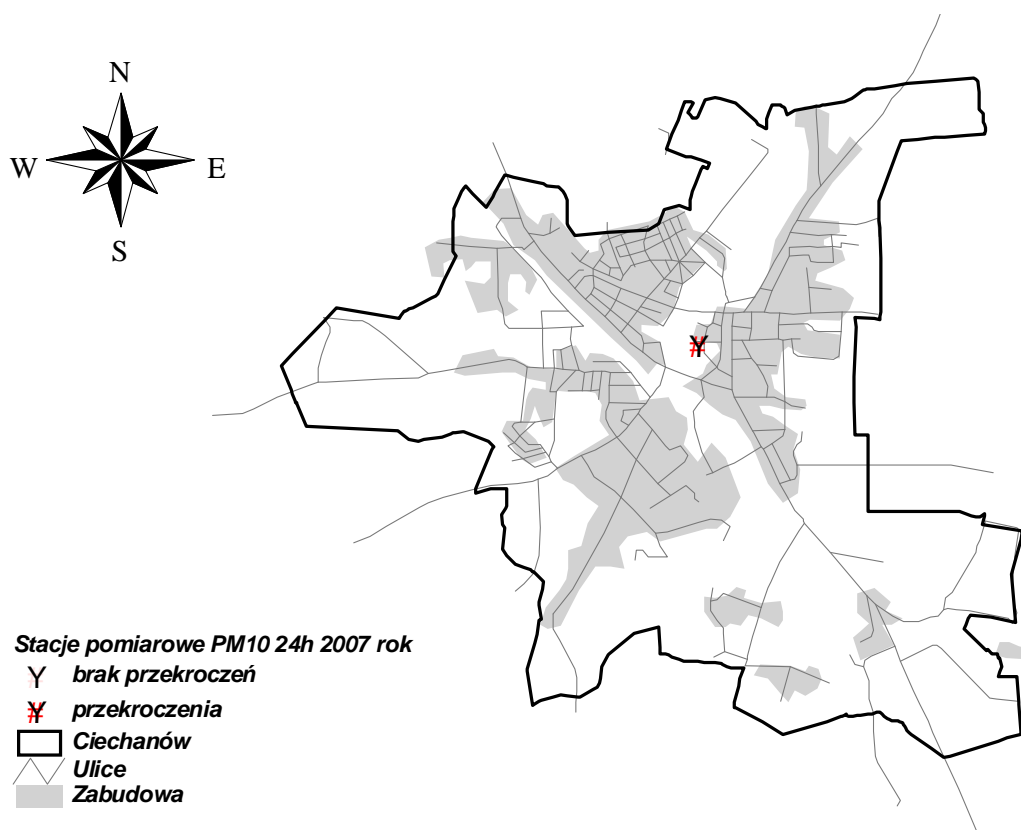 N
W E
S
Stacje pomiarowe PM10 24h 2007 rok
Y brak przekroczeń
# Y przekroczenia
Ciechanów
Ulice
Zabudowa